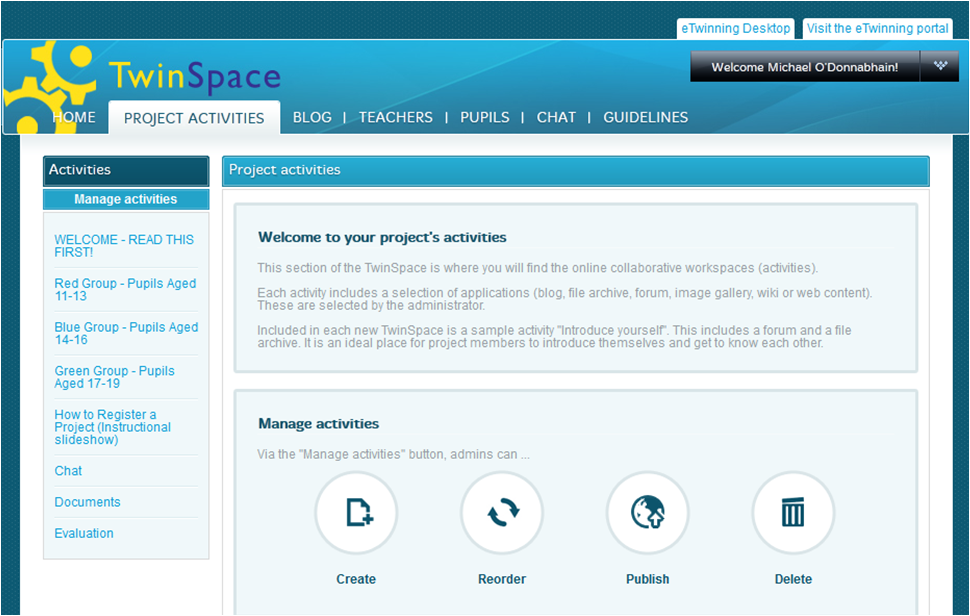 eTwinning Desktop
Visit the eTwinning portal
Welcome Michael O'Donnabhain!
TwinSpace
HOME
PROJECT ACTIVITIES
BLOG | TEACHERS | PUPILS | CHAT | GUIDELINES
Activities
Manage activities
WELCOME - READ THIS
FIRST!
Red Group - Pupils Aged
11-13
Blue Group - Pupils Aged
14-16
Green Group - Pupils
Aged 17-19
How to Register a
Project (Instructional
slideshow)
Chat
Documents
Evaluation
Project activities
Welcome to your project's activities
This section of the TwinSpace is where you will find the online collaborative workspaces (activities).
Each activity includes a selection of applications (blog, file archive, forum, image gallery, wiki or web content).
These are selected by the administrator.
Included in each new TwinSpace is a sample activity "Introduce yourself". This includes a forum and a file
archive. It is an ideal place for project members to introduce themselves and get to know each other.
Manage activities
Via the "Manage activities" button, admins can ...
Create
Reorder
Publish
Delete